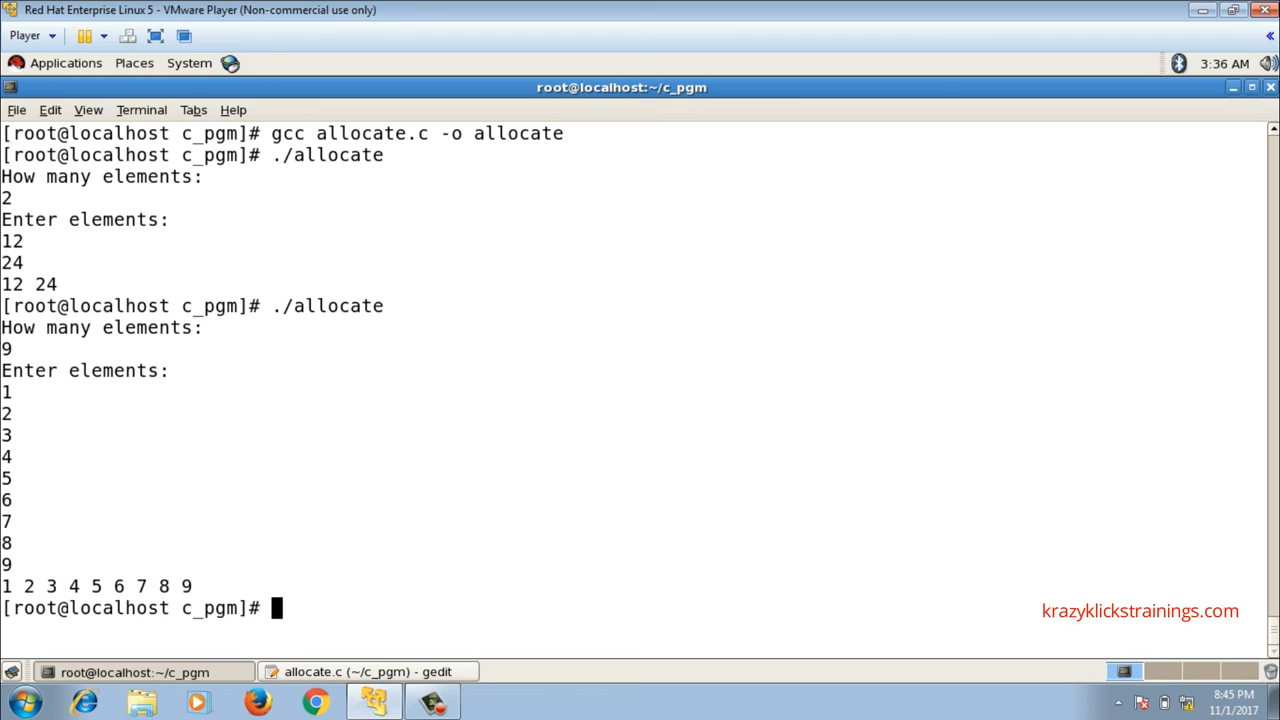 Red Hat Enterprise Linux 5 - VMware Player (Non-commercial use only)
Player
Applications Places System 3:36 AM
root@localhost:~/c_pgm
File Edit View Terminal Tabs Help
[root@localhost c_pgm]# gcc allocate.c -o allocate
[root@localhost c_pgm]# ./allocate
How many elements:
2
Enter elements:
12
24
12 24
[root@localhost c_pgm]# ./allocate
How many elements:
9
Enter elements:
1
2
3
4
5
6
7
8
9
1 2 3 4 5 6 7 8 9
[root@localhost c_pgm]#
krazyklickstrainings.com
root@localhost:~/c_pgm allocate.c (~/c_pgm) - gedit
8:45 PM
11/1/2017